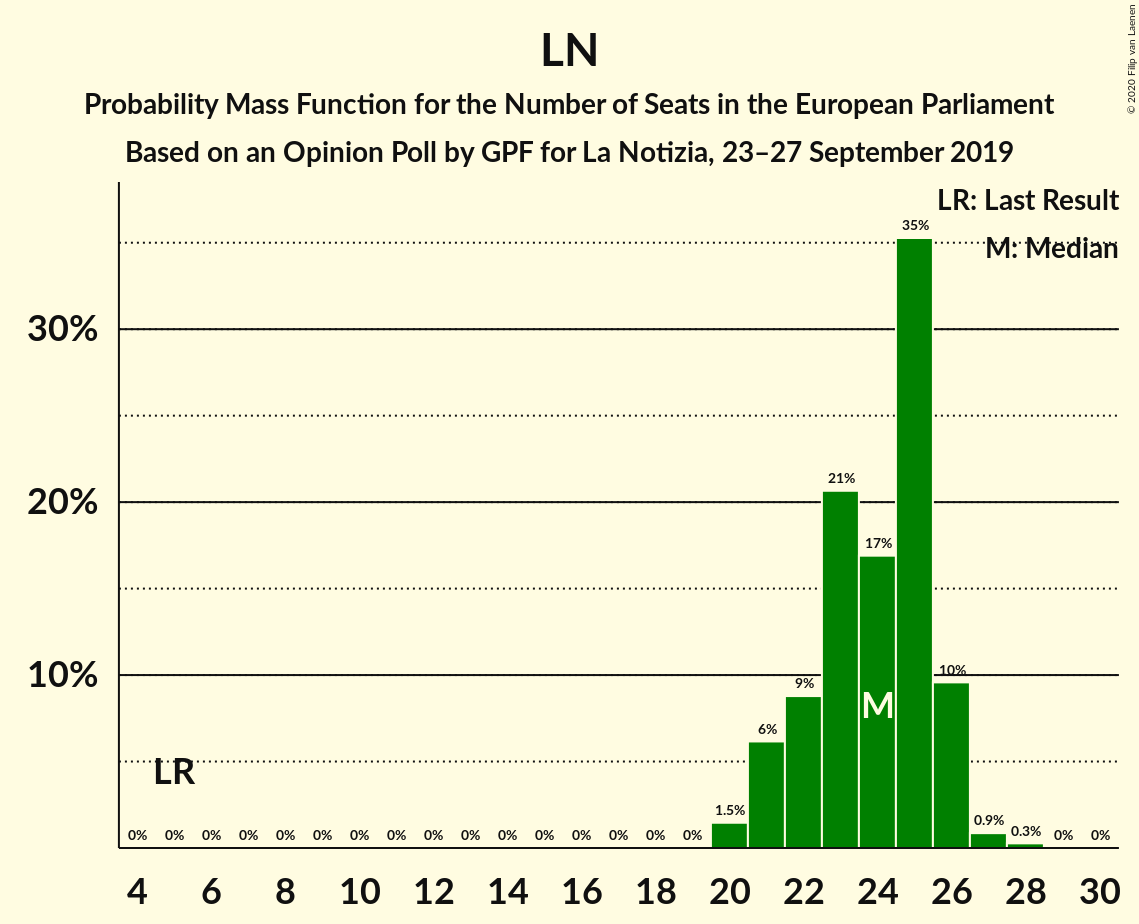 LN
Probability Mass Function for the Number of Seats in the European Parliament
Based on an Opinion Poll by GPF for La Notizia, 23–27 September 2019
© 2020 Filip van Laenen
LR: Last Result
M: Median
35%
30%
21%
20%
17%
10%
10%
9%
M
6%
LR
1.5%
0.9%
0.3%
0% 0% 0% 0% 0% 0% 0% 0% 0% 0% 0% 0% 0% 0% 0% 0% 0% 0%
4 6 8 10 12 14 16 18 20 22 24 26 28 30